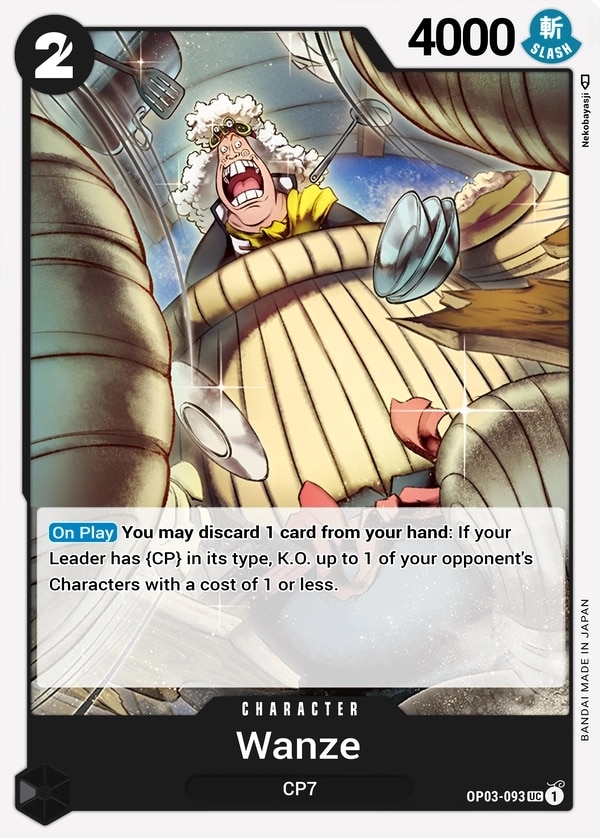 2
4000
斬
SLASH
Nekobayasji
On Play You may discard 1 card from your hand: If your
Leader has {CP} in its type, K.O. up to 1 of your opponent's
Characters with a cost of 1 or less.
BANDAI MADE IN JAPAN
CHARACTER
Wanze
CP7
OP03-093 UC 1